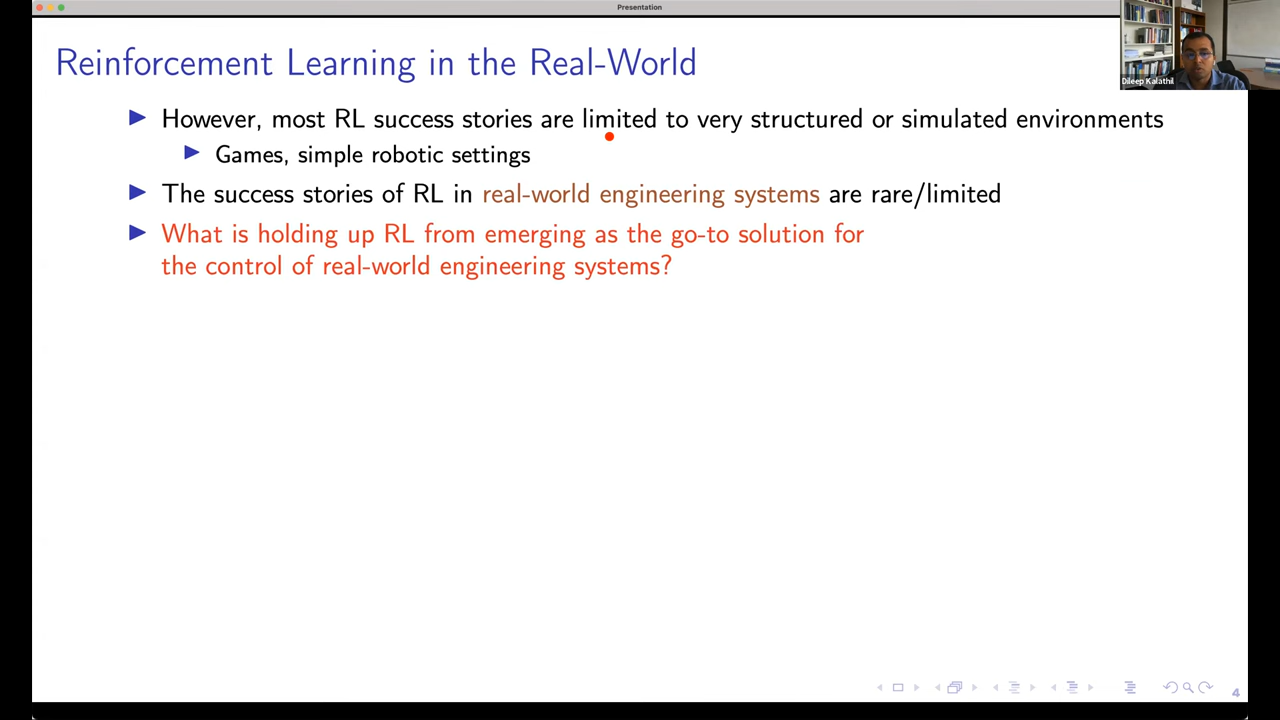 Presentation
Reinforcement Learning in the Real-World
However, most RL success stories are limited to very structured or simulated environments
Games, simple robotic settings
The success stories of RL in real-world engineering systems are rare/limited
What is holding up RL from emerging as the go-to solution for
the control of real-world engineering systems?
Dileep Kalathil
4